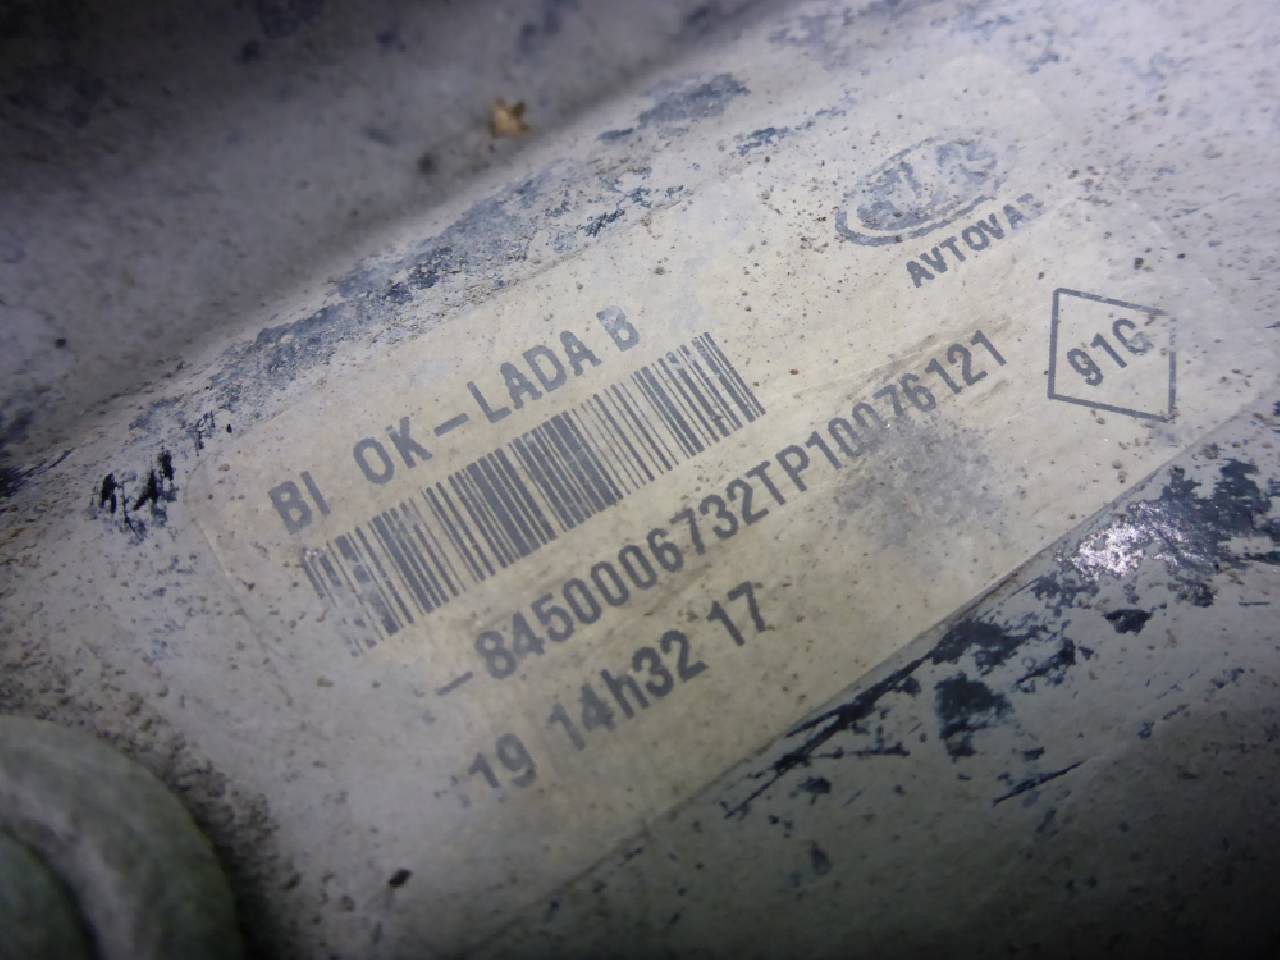 AVTOVAZ
BI OK-LADA B
91C
-8450006732TP10076121
19 14h32 17